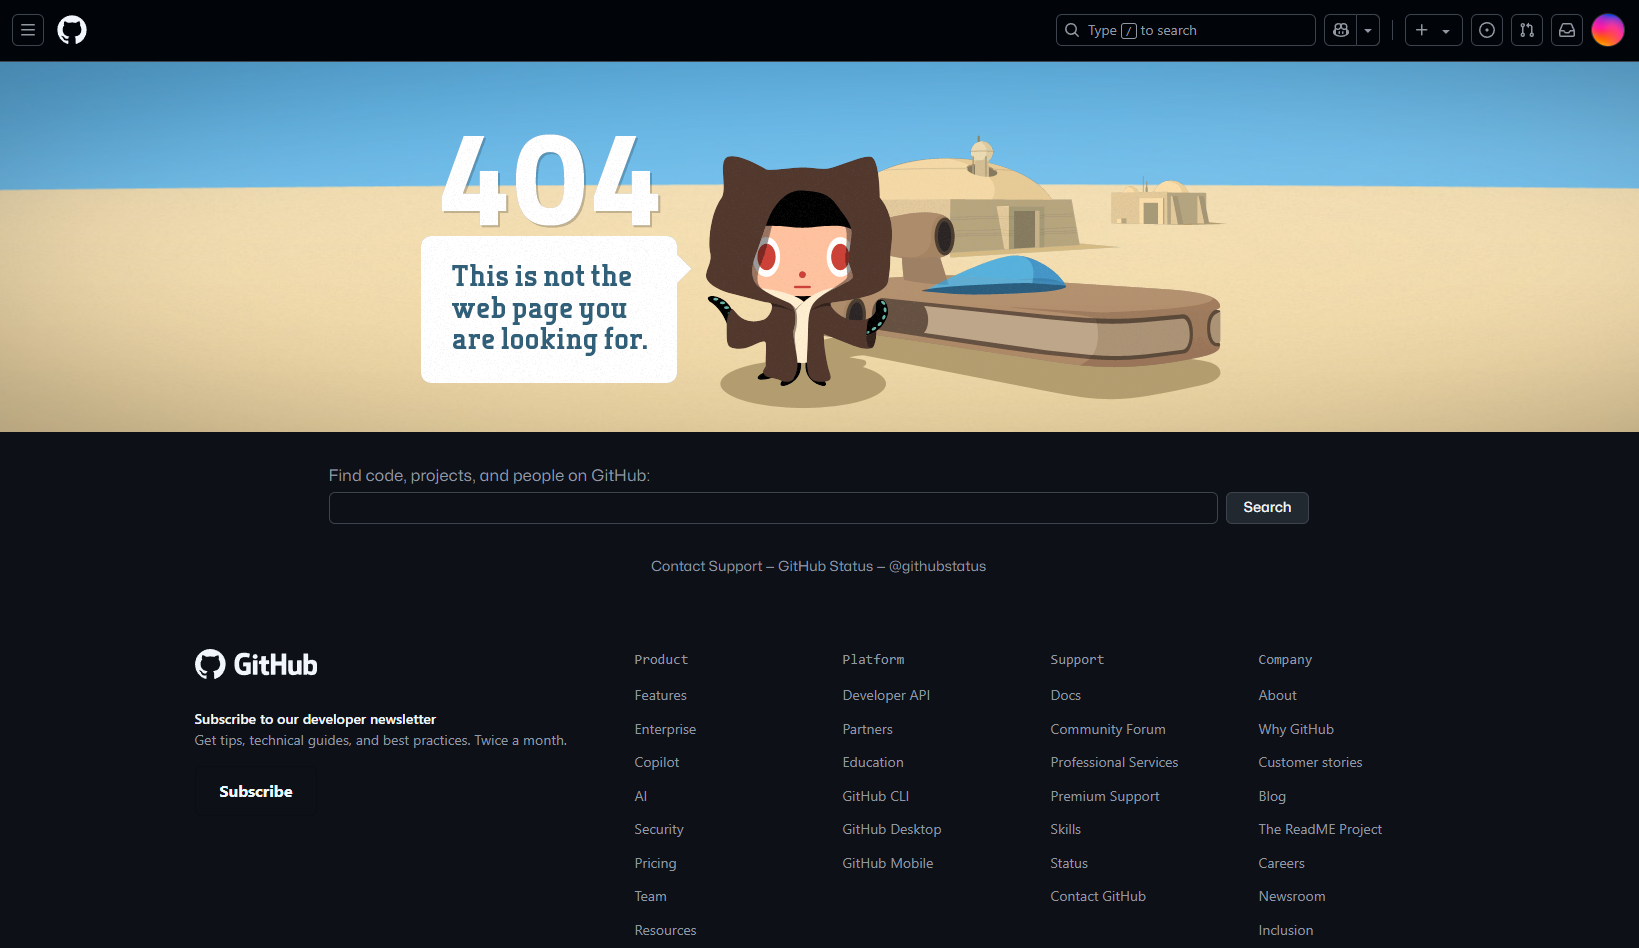 Type / to search
404
This is not the
web page you
are looking for.
Find code, projects, and people on GitHub:
Search
Contact Support — GitHub Status — @githubstatus
GitHub
Subscribe to our developer newsletter
Get tips, technical guides, and best practices. Twice a month.
Subscribe
Product
Features
Enterprise
Copilot
AI
Security
Pricing
Team
Resources
Platform
Developer API
Partners
Education
GitHub CLI
GitHub Desktop
GitHub Mobile
Support
Docs
Community Forum
Professional Services
Premium Support
Skills
Status
Contact GitHub
Company
About
Why GitHub
Customer stories
Blog
The ReadME Project
Careers
Newsroom
Inclusion